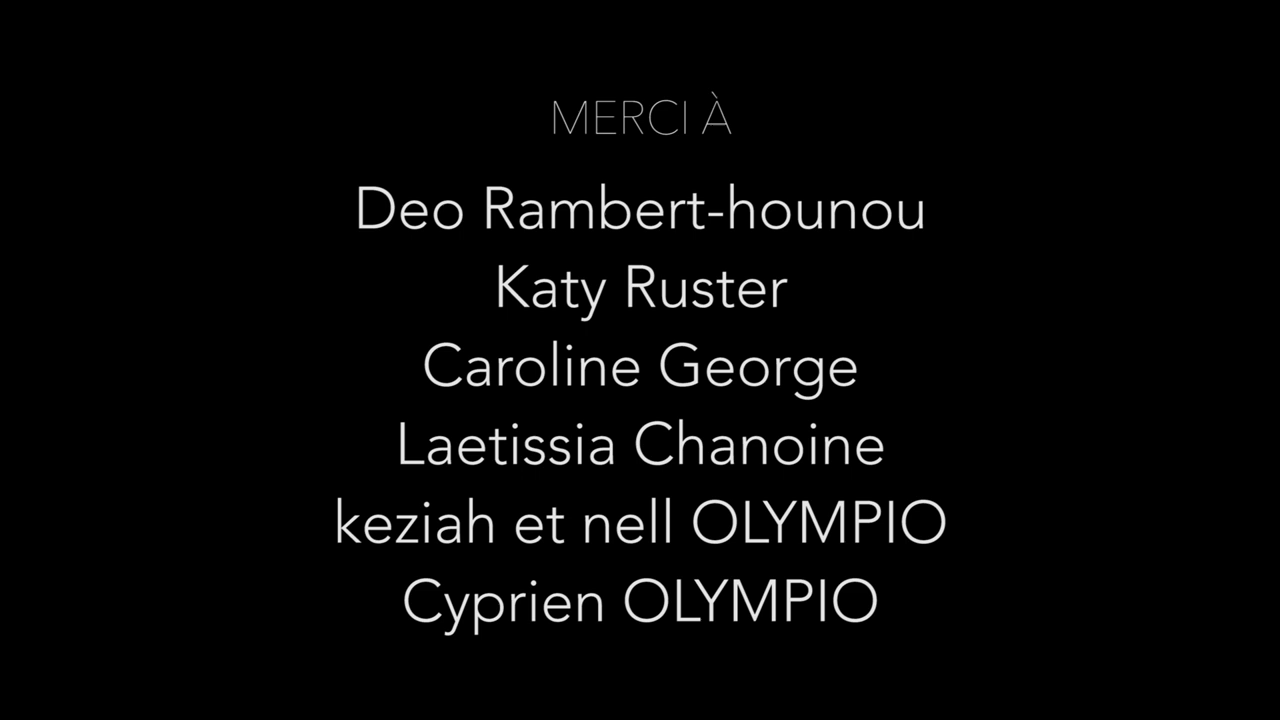 MERCI À
Deo Rambert-hounou
Katy Ruster
Caroline George
Laetissia Chanoine
keziah et nell OLYMPIO
Cyprien OLYMPIO